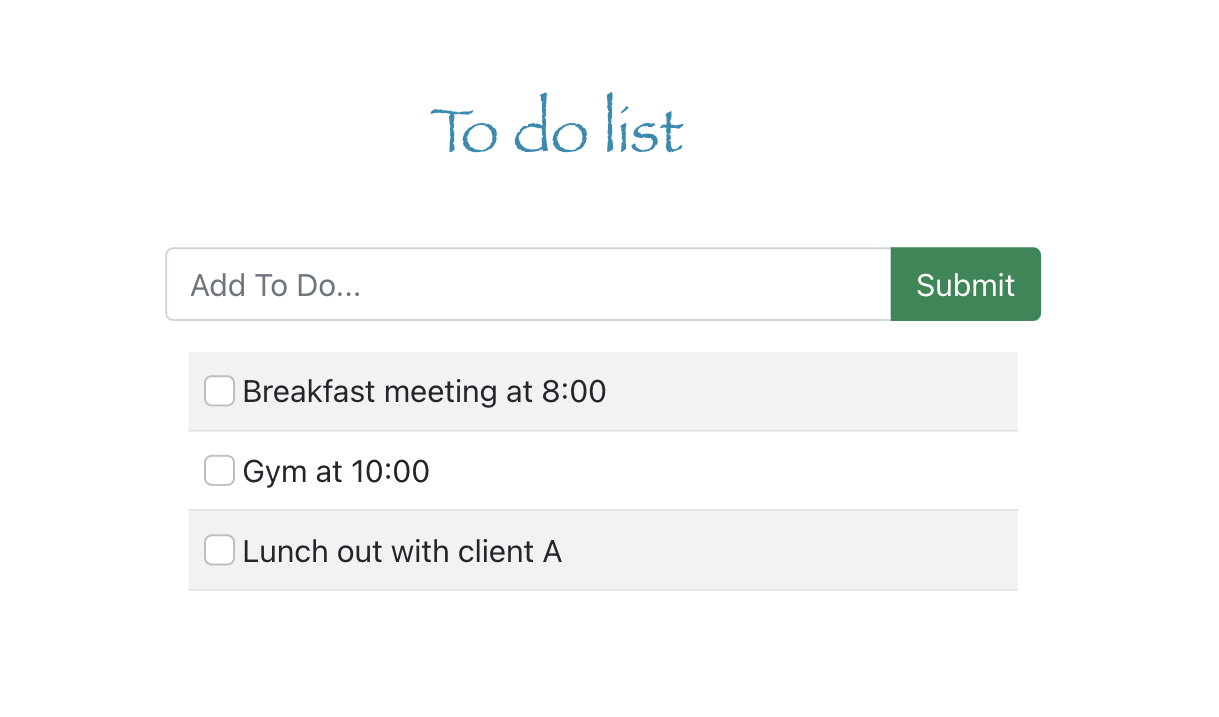 To do list
Add To Do...
Submit
Breakfast meeting at 8:00
Gym at 10:00
Lunch out with client A